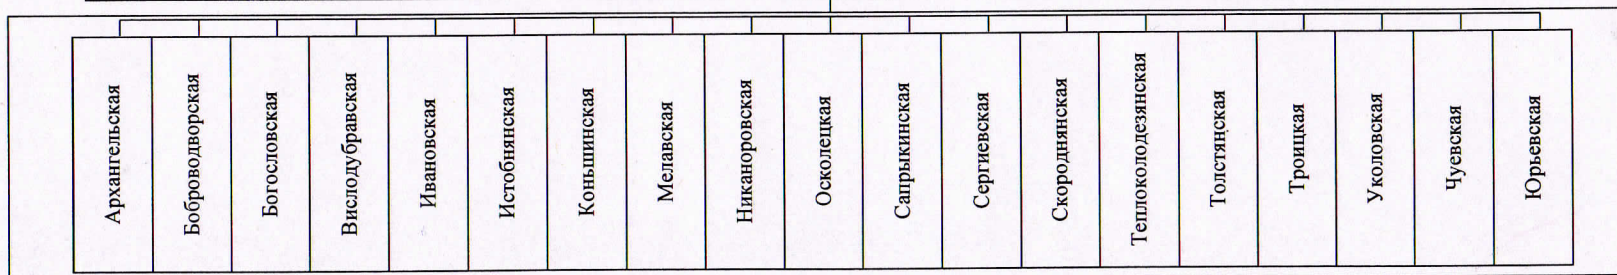 Архангельская
Боброводворская
Богословская
Вислодубравская
Ивановская
Истобнянская
Коньшинская
Мелавская
Никаноровская
Осколецкая
Сапрыкинская
Сергиевская
Скороднянская
Теплоколодезянская
Толстянская
Троицкая
Уколовская
Чуевская
Юрьевская